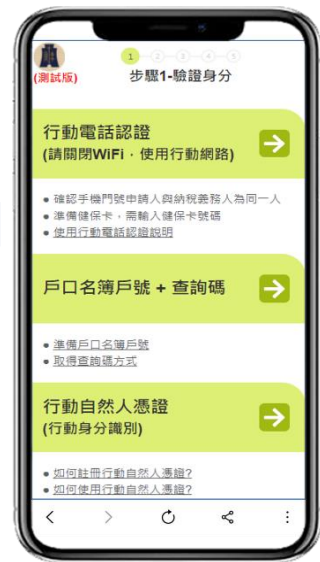 1 2 3 4 5
(測試版)
步驟1-驗證身分
行動電話認證
(請關閉WiFi，使用行動網路)
確認手機門號申請人與納稅義務人為同一人
準備健保卡，需輸入健保卡號碼
使用行動電話認證說明
戶口名簿戶號 + 查詢碼
準備戶口名簿戶號
取得查詢碼方式
行動自然人憑證
(行動身分識別)
如何註冊行動自然人憑證?
如何使用行動自然人憑證?